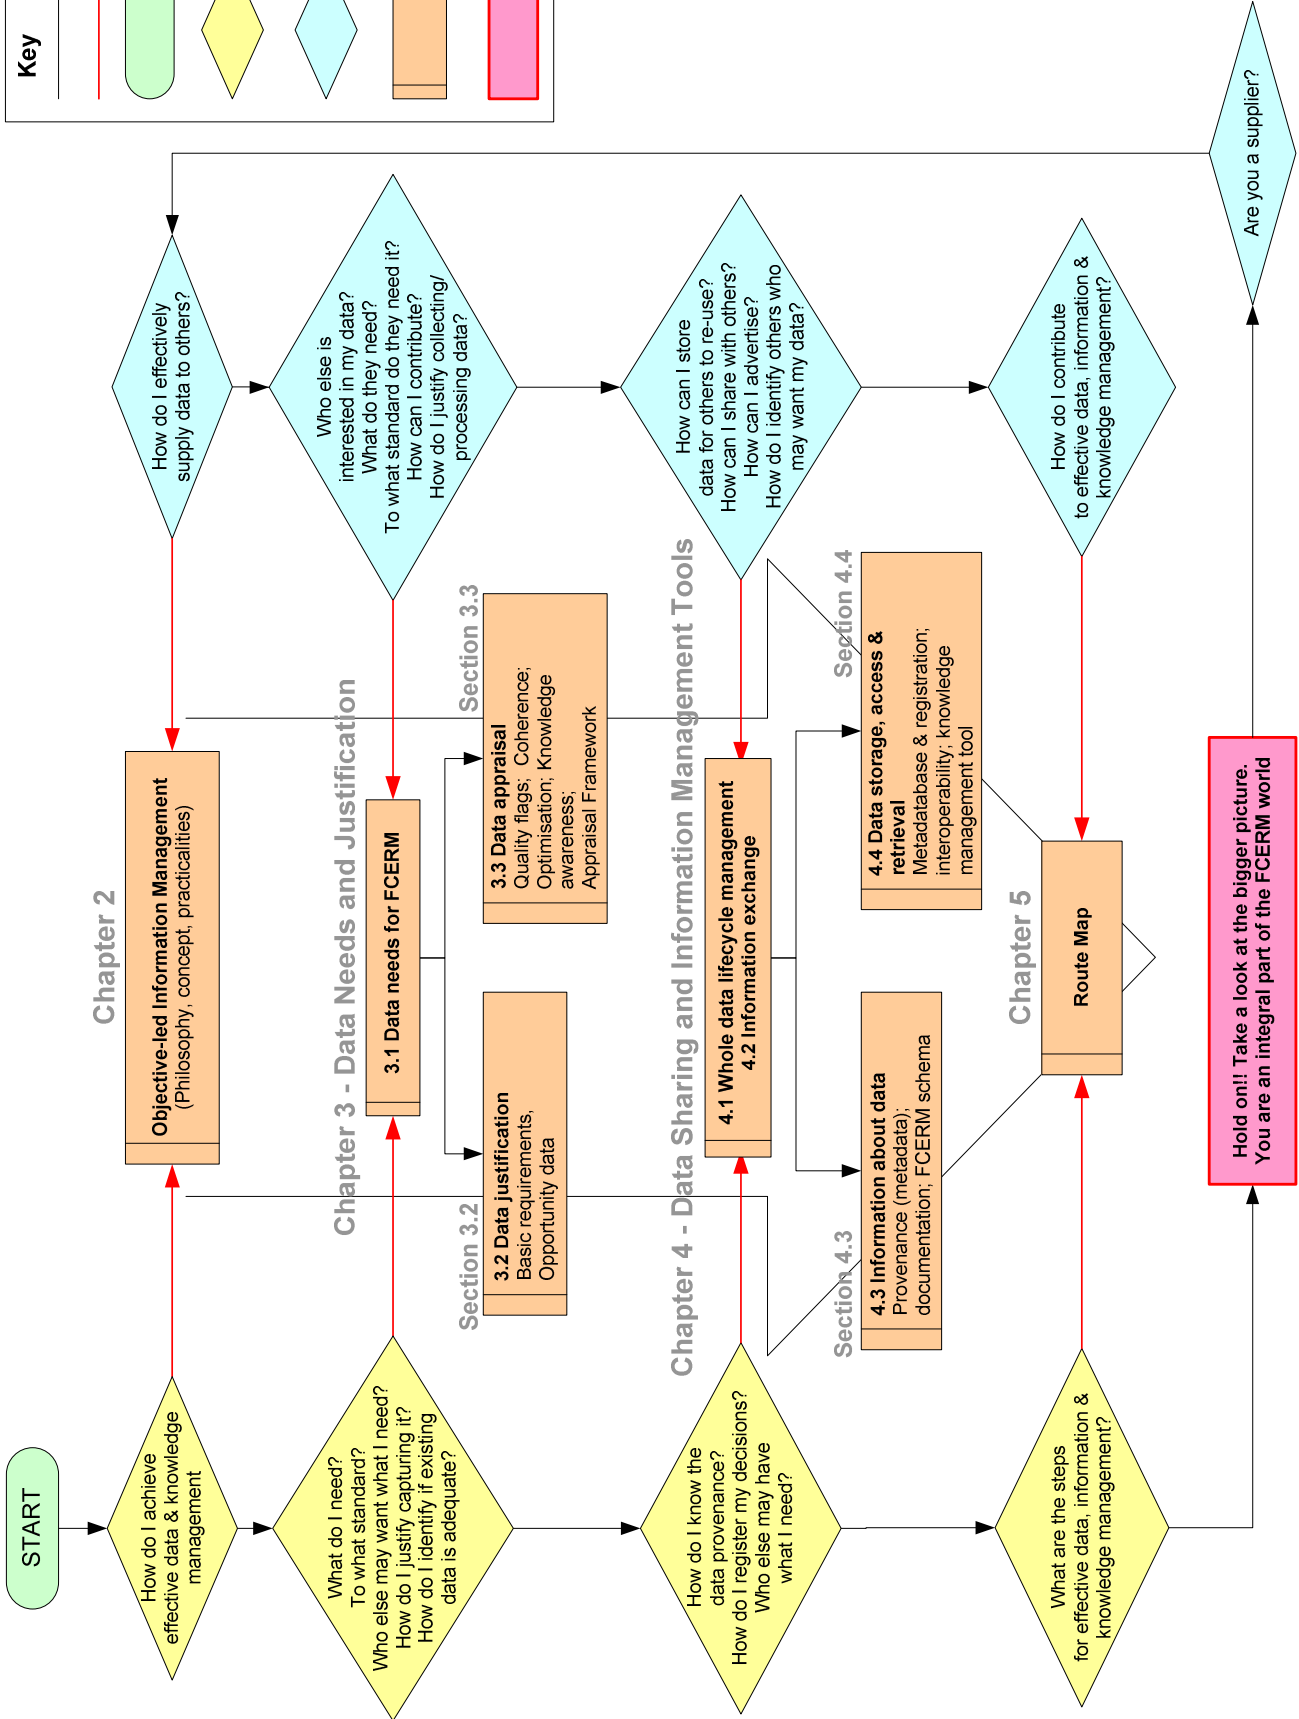 Key
START
How do I achieve
effective data & knowledge
management
Chapter 2
Objective-led Information Management
(Philosophy, concept, practicalities)
How do I effectively
supply data to others?
What do I need?
To what standard?
Who else may want what I need?
How do I justify capturing it?
How do I identify if existing
data is adequate?
Chapter 3 - Data Needs and Justification
3.1 Data needs for FCERM
Who else is
interested in my data?
What do they need?
To what standard do they need it?
How can I contribute?
How do I justify collecting/
processing data?
Section 3.2
3.2 Data justification
Basic requirements,
Opportunity data
Section 3.3
3.3 Data appraisal
Quality flags; Coherence;
Optimisation; Knowledge
awareness;
Appraisal Framework
How do I know the
data provenance?
How do I register my decisions?
Who else may have
what I need?
Chapter 4 - Data Sharing and Information Management Tools
4.1 Whole data lifecycle management
4.2 Information exchange
How can I store
data for others to re-use?
How can I share with others?
How can I advertise?
How do I identify others who
may want my data?
Section 4.3
4.3 Information about data
Provenance (metadata);
documentation; FCERM schema
Section 4.4
4.4 Data storage, access &
retrieval
Metadatabase & registration;
interoperability; knowledge
management tool
What are the steps
for effective data, information &
knowledge management?
Chapter 5
Route Map
How do I contribute
to effective data, information &
knowledge management?
Hold on!! Take a look at the bigger picture.
You are an integral part of the FCERM world
Are you a supplier?